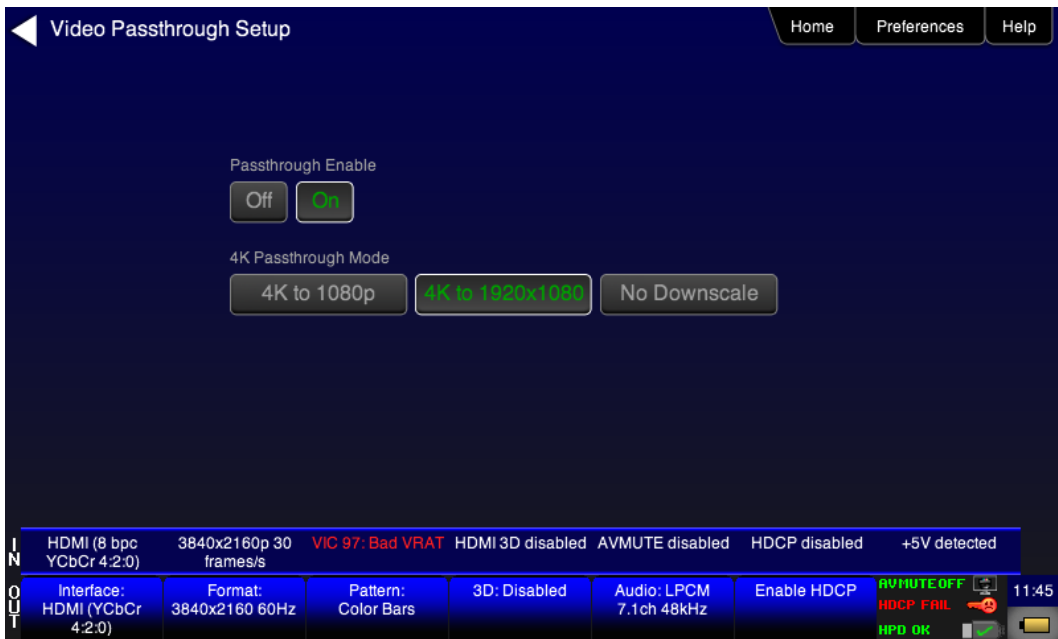 Video Passthrough Setup
Home
Preferences
Help
Passthrough Enable
Off
On
4K Passthrough Mode
4K to 1080p
4K to 1920x1080
No Downscale
IN
HDMI (8 bpc
YCbCr 4:2:0)
3840x2160p 30
frames/s
VIC 97: Bad VRAT
HDMI 3D disabled
AVMUTE disabled
HDCP disabled
+5V detected
OUT
Interface:
HDMI (YCbCr
4:2:0)
Format:
3840x2160 60Hz
Pattern:
Color Bars
3D: Disabled
Audio: LPCM
7.1ch 48kHz
Enable HDCP
AVMUTEOFF
HDCP FAIL
HPD OK
11:45